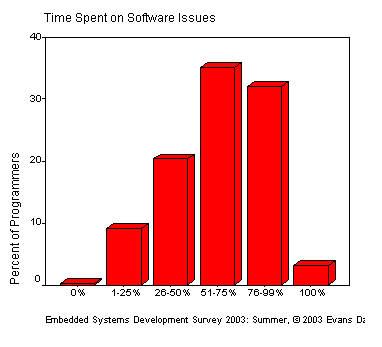 Time Spent on Software Issues
Percent of Programmers
40
30
20
10
0
0% 1-25% 26-50% 51-75% 76-99% 100%
Embedded Systems Development Survey 2003: Summer, © 2003 Evans Da